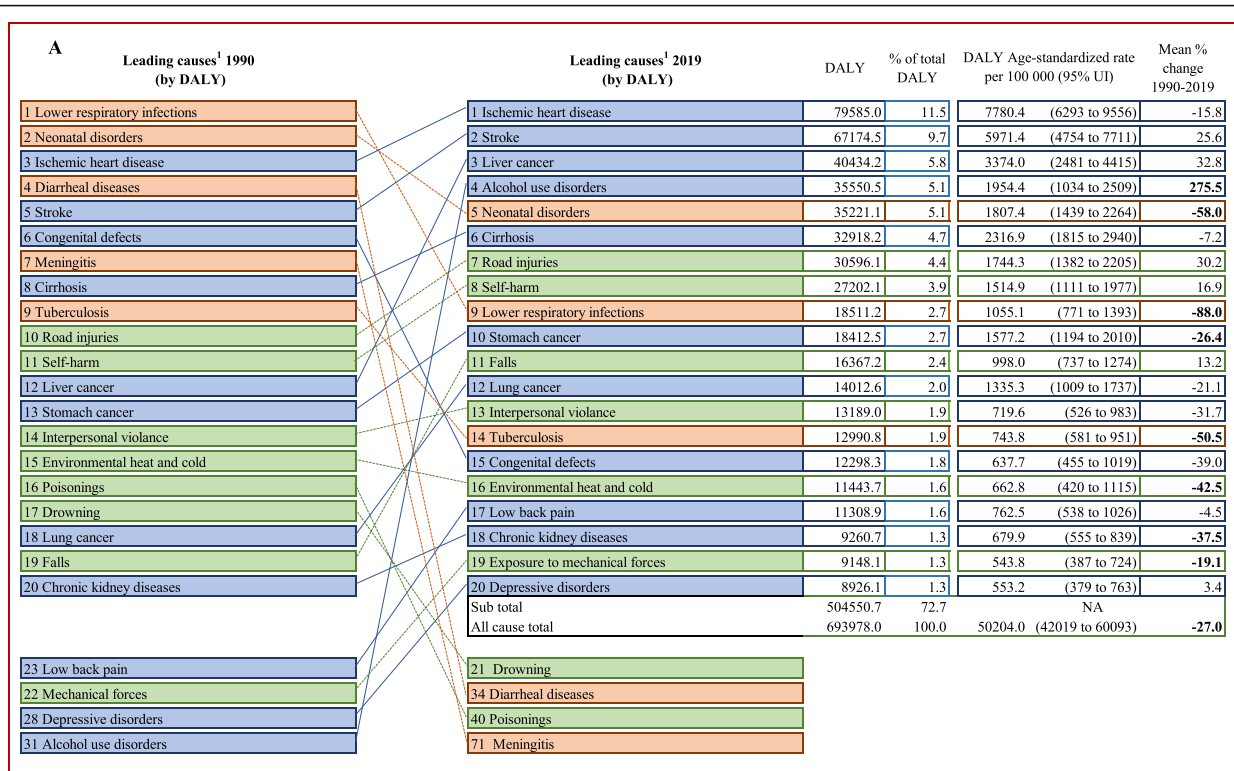 A
Leading causes1 1990
(by DALY)
Leading causes1 2019
(by DALY)
DALY
% of total
DALY
DALY Age-standardized rate
per 100 000 (95% UI)
Mean %
change
1990-2019
1 Lower respiratory infections 1 Ischemic heart disease 79585.0 11.5 7780.4 (6293 to 9556) -15.8
2 Neonatal disorders 2 Stroke 67174.5 9.7 5971.4 (4754 to 7711) 25.6
3 Ischemic heart disease 3 Liver cancer 40434.2 5.8 3374.0 (2481 to 4415) 32.8
4 Diarrheal diseases 4 Alcohol use disorders 35550.5 5.1 1954.4 (1034 to 2509) 275.5
5 Stroke 5 Neonatal disorders 35221.1 5.1 1807.4 (1439 to 2264) -58.0
6 Congenital defects 6 Cirrhosis 32918.2 4.7 2316.9 (1815 to 2940) -7.2
7 Meningitis 7 Road injuries 30596.1 4.4 1744.3 (1382 to 2205) 30.2
8 Cirrhosis 8 Self-harm 27202.1 3.9 1514.9 (1111 to 1977) 16.9
9 Tuberculosis 9 Lower respiratory infections 18511.2 2.7 1055.1 (771 to 1393) -88.0
10 Road injuries 10 Stomach cancer 18412.5 2.7 1577.2 (1194 to 2010) -26.4
11 Self-harm 11 Falls 16367.2 2.4 998.0 (737 to 1274) 13.2
12 Liver cancer 12 Lung cancer 14012.6 2.0 1335.3 (1009 to 1737) -21.1
13 Stomach cancer 13 Interpersonal violance 13189.0 1.9 719.6 (526 to 983) -31.7
14 Interpersonal violance 14 Tuberculosis 12990.8 1.9 743.8 (581 to 951) -50.5
15 Environmental heat and cold 15 Congenital defects 12298.3 1.8 637.7 (455 to 1019) -39.0
16 Poisonings 16 Environmental heat and cold 11443.7 1.6 662.8 (420 to 1115) -42.5
17 Drowning 17 Low back pain 11308.9 1.6 762.5 (538 to 1026) -4.5
18 Lung cancer 18 Chronic kidney diseases 9260.7 1.3 679.9 (555 to 839) -37.5
19 Falls 19 Exposure to mechanical forces 9148.1 1.3 543.8 (387 to 724) -19.1
20 Chronic kidney diseases 20 Depressive disorders 8926.1 1.3 553.2 (379 to 763) 3.4
Sub total 504550.7 72.7 NA
All cause total 693978.0 100.0 50204.0 (42019 to 60093) -27.0
23 Low back pain 21 Drowning
22 Mechanical forces 34 Diarrheal diseases
28 Depressive disorders 40 Poisonings
31 Alcohol use disorders 71 Meningitis